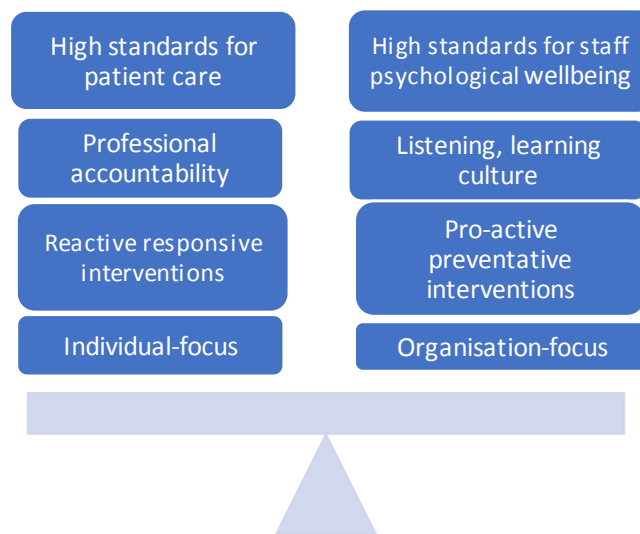 High standards for
patient care
Professional
accountability
Reactive responsive
interventions
Individual-focus
High standards for staff
psychological wellbeing
Listening, learning
culture
Pro-active
preventative
interventions
Organisation-focus